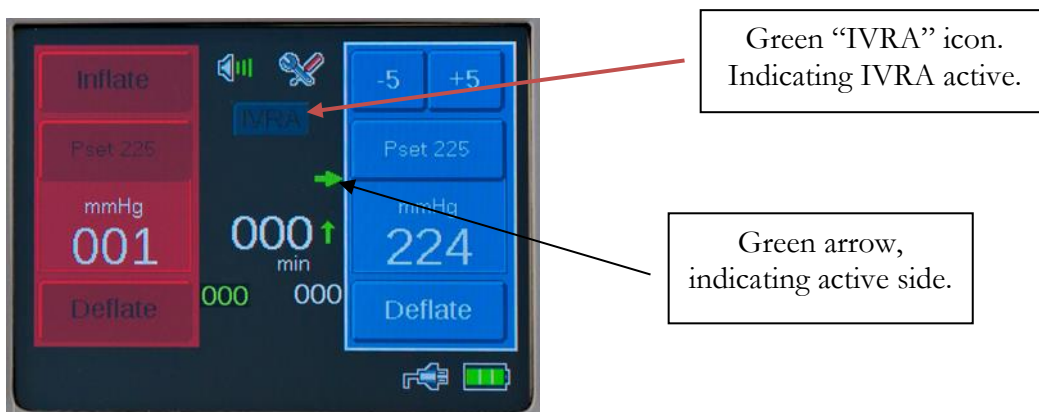 Inflate
Pset 225
mmHg
001
Deflate
IVRA
000
min
000
000
-5
+5
Pset 225
mmHg
224
Deflate
Green “IVRA” icon.
Indicating IVRA active.
Green arrow,
indicating active side.